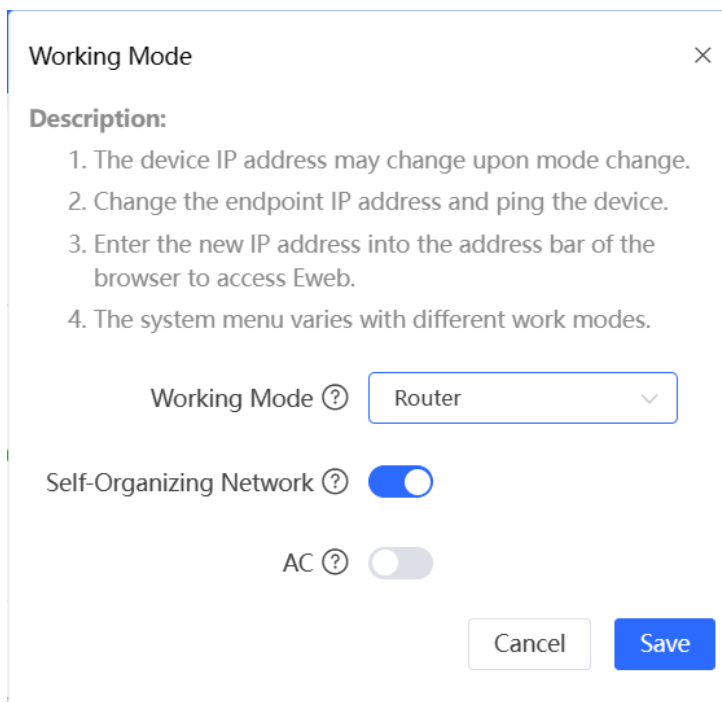 Working Mode
Description:
1. The device IP address may change upon mode change.
2. Change the endpoint IP address and ping the device.
3. Enter the new IP address into the address bar of the
browser to access Eweb.
4. The system menu varies with different work modes.
Working Mode ? Router
Self-Organizing Network ?
AC ?
Cancel Save